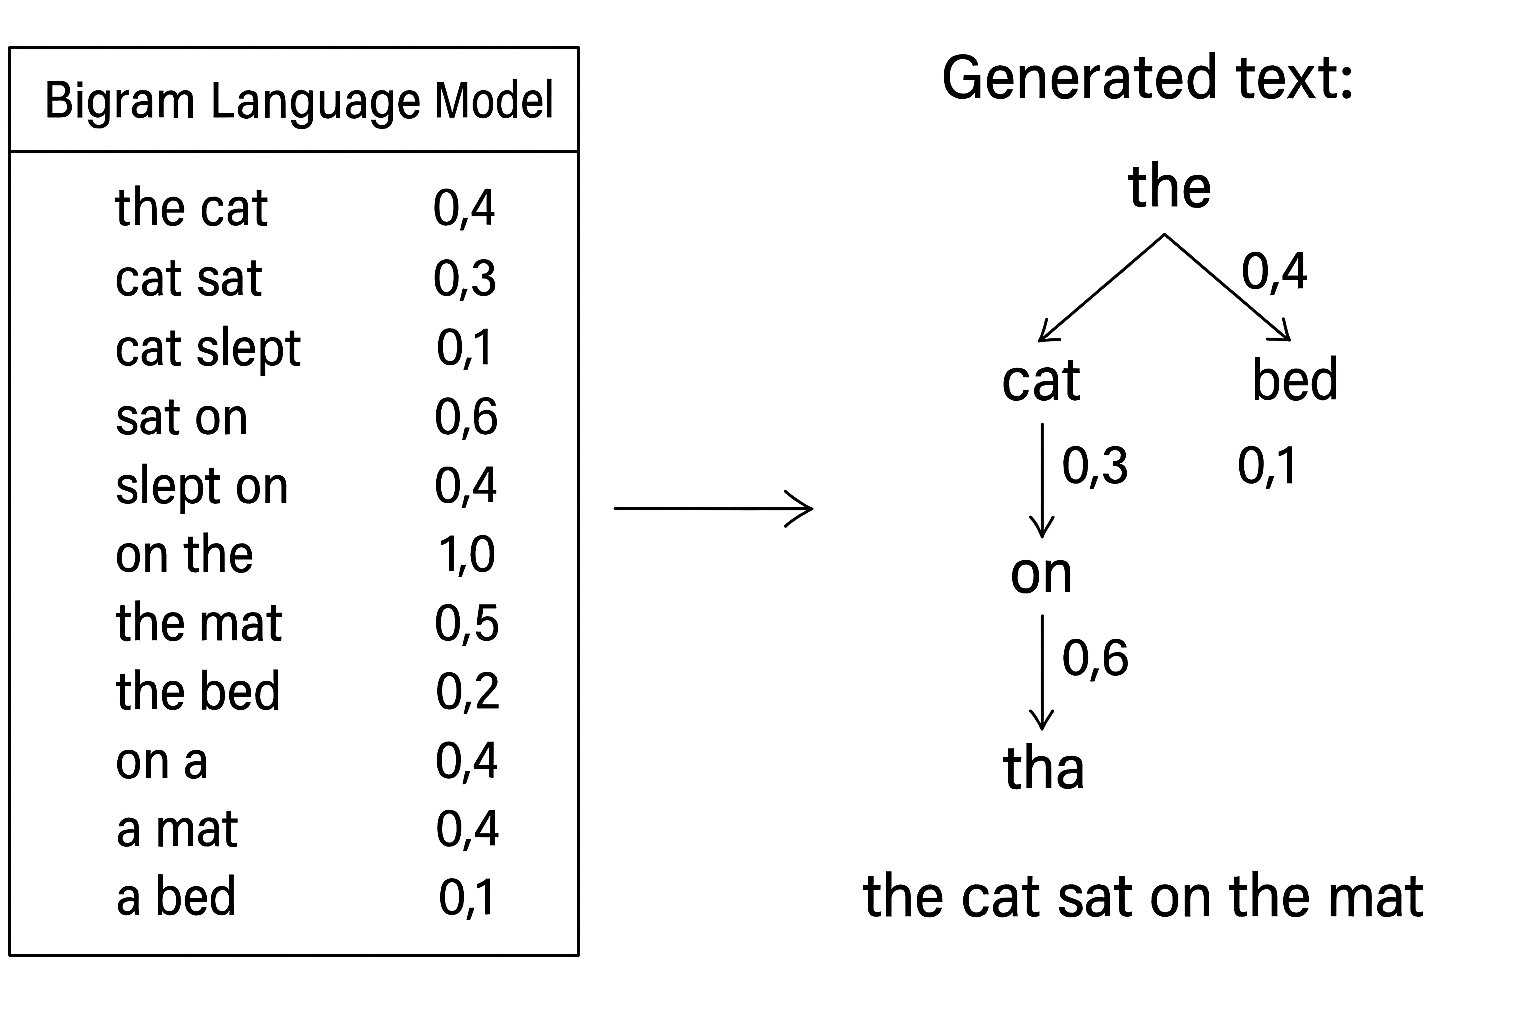 Bigram Language Model
the cat 0,4
cat sat 0,3
cat slept 0,1
sat on 0,6
slept on 0,4
on the 1,0
the mat 0,5
the bed 0,2
on a 0,4
a mat 0,4
a bed 0,1
Generated text:
the
0,4
cat bed
0,3 0,1
on
0,6
tha
the cat sat on the mat